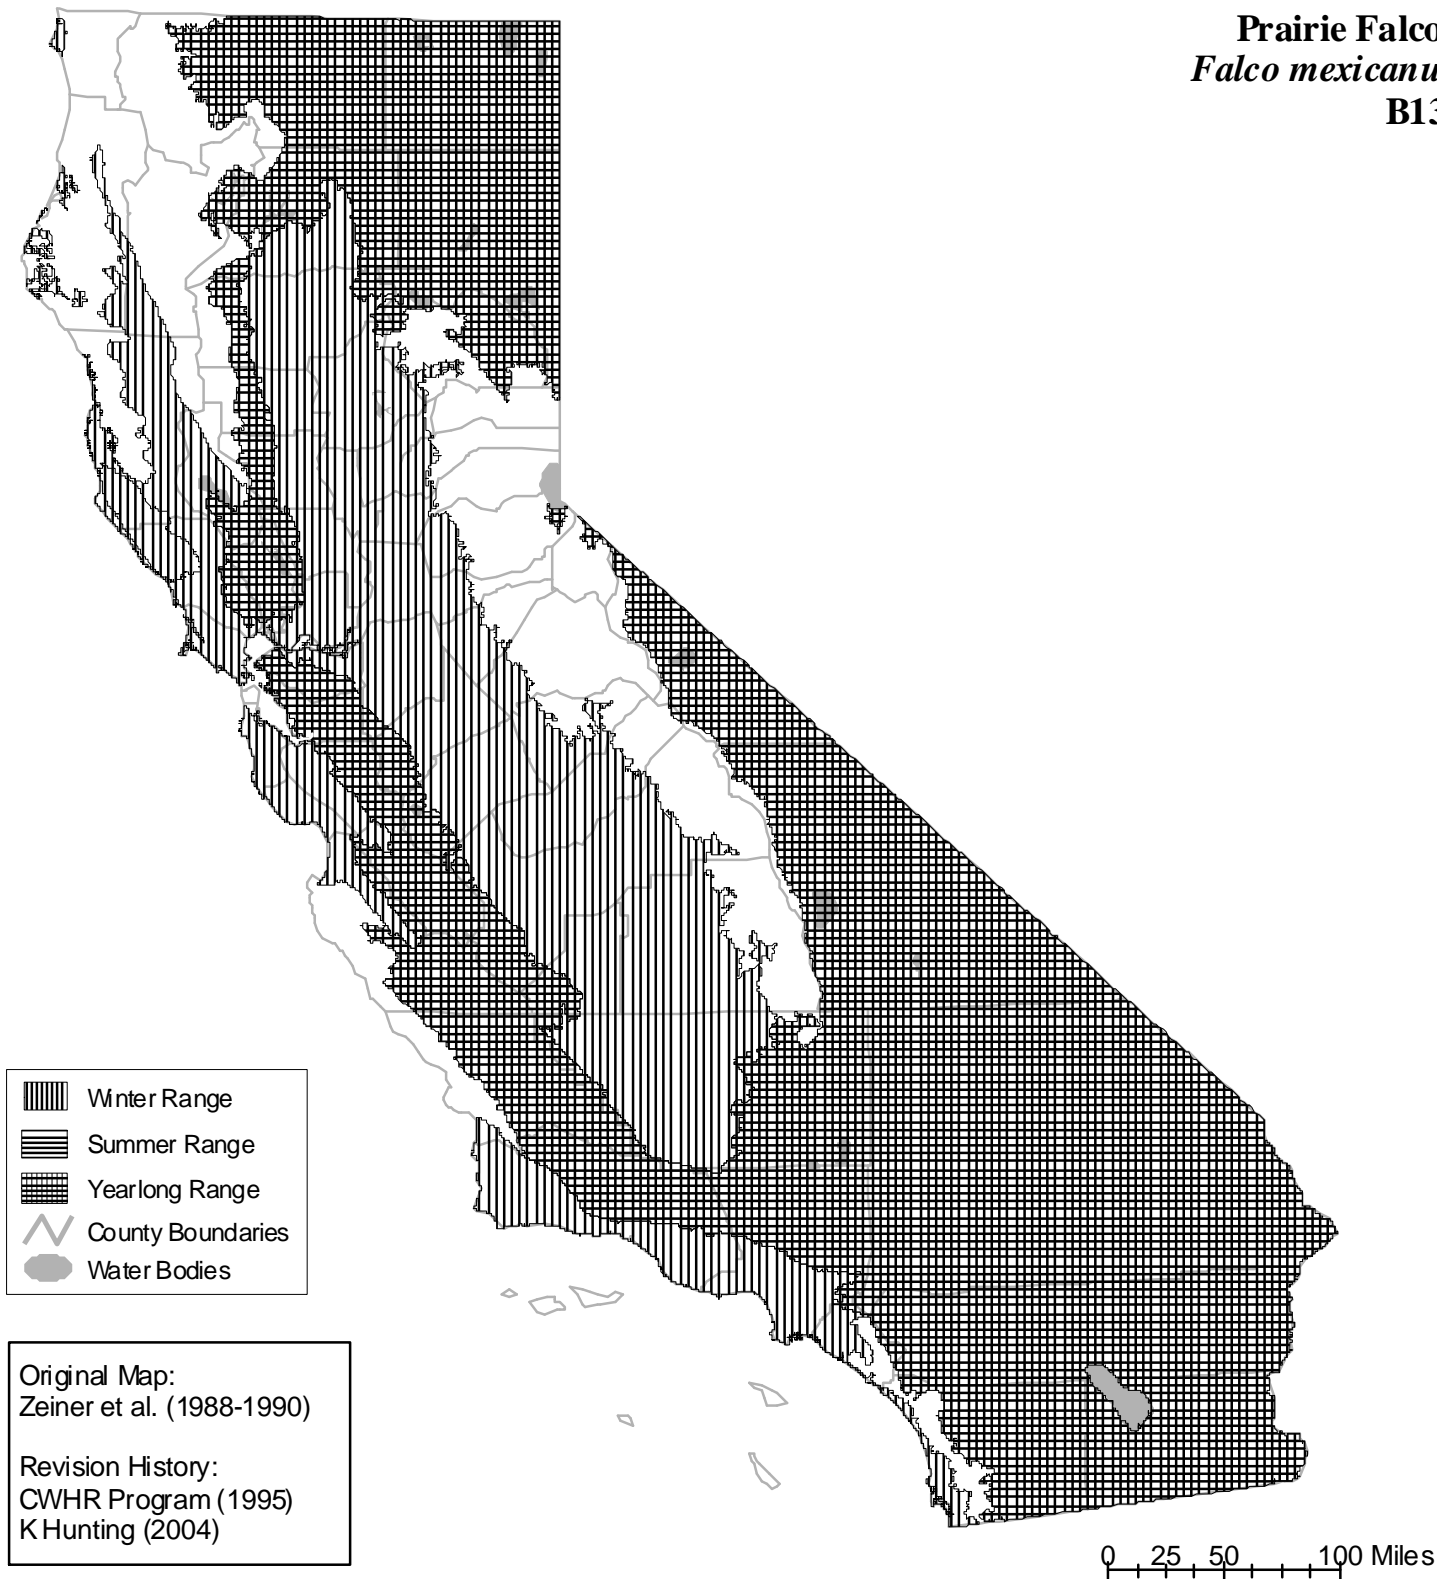 Prairie Falco
Falco mexicanu
B13
Winter Range
Summer Range
Yearlong Range
County Boundaries
Water Bodies
Original Map:
Zeiner et al. (1988-1990)
Revision History:
CWHR Program (1995)
K Hunting (2004)
0 25 50 100 Miles